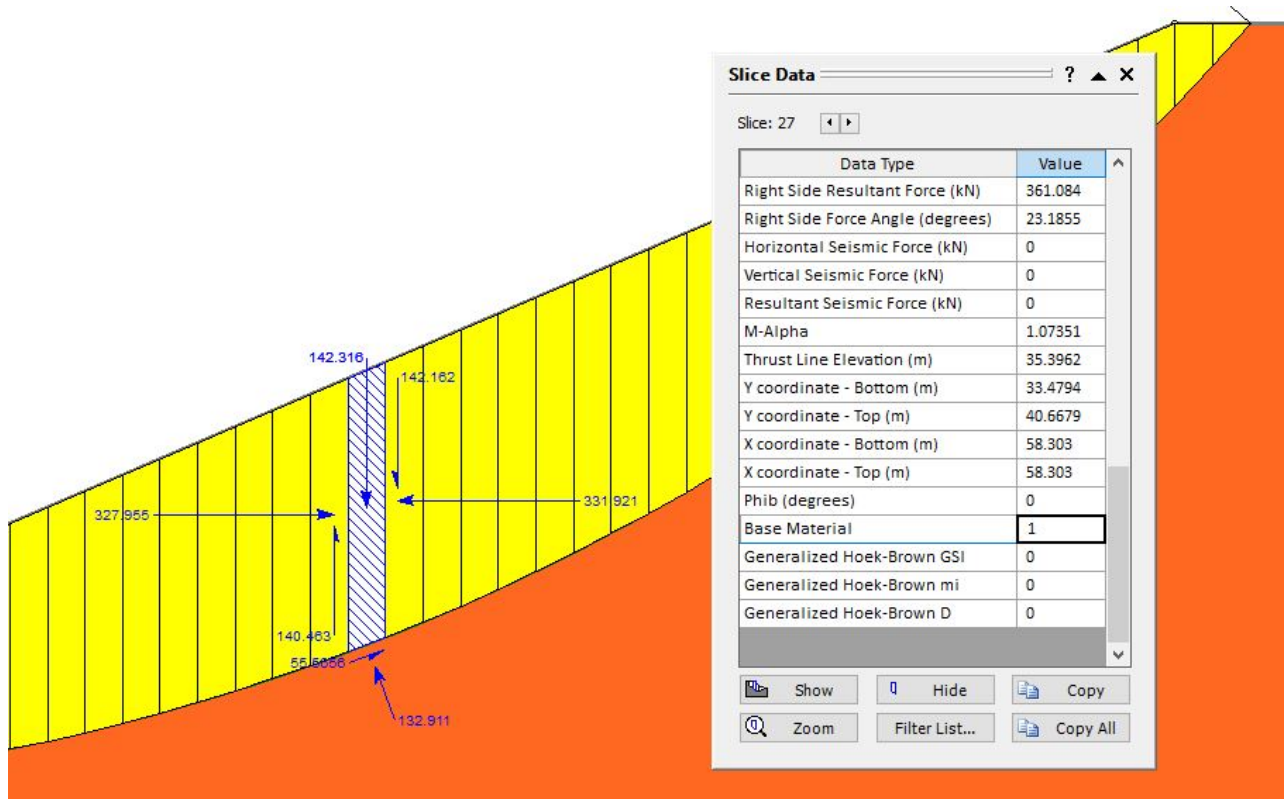 Slice Data ? ▲ X
Slice: 27
Data Type Value
Right Side Resultant Force (kN) 361.084
Right Side Force Angle (degrees) 23.1855
Horizontal Seismic Force (kN) 0
Vertical Seismic Force (kN) 0
Resultant Seismic Force (kN) 0
M-Alpha 1.07351
Thrust Line Elevation (m) 35.3962
Y coordinate - Bottom (m) 33.4794
Y coordinate - Top (m) 40.6679
X coordinate - Bottom (m) 58.303
X coordinate - Top (m) 58.303
Phib (degrees) 0
Base Material 1
Generalized Hoek-Brown GSI 0
Generalized Hoek-Brown mi 0
Generalized Hoek-Brown D 0
Show Hide Copy
Zoom Filter List... Copy All
142.316
142.162
327.955
331.921
140.463
132.911